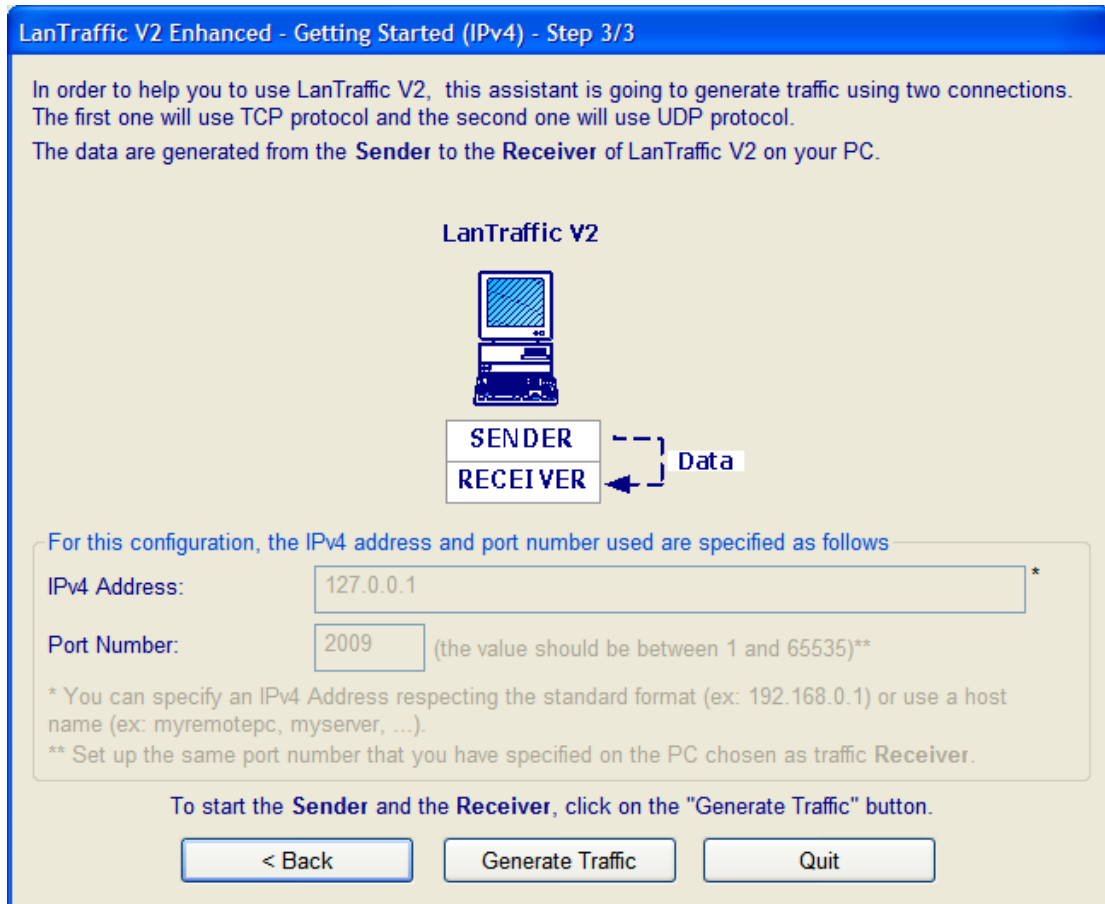 LanTraffic V2 Enhanced - Getting Started (IPv4) - Step 3/3
In order to help you to use LanTraffic V2, this assistant is going to generate traffic using two connections.
The first one will use TCP protocol and the second one will use UDP protocol.
The data are generated from the Sender to the Receiver of LanTraffic V2 on your PC.
LanTraffic V2
SENDER
RECEIVER
Data
For this configuration, the IPv4 address and port number used are specified as follows
IPv4 Address: 127.0.0.1 *
Port Number: 2009 (the value should be between 1 and 65535)**
* You can specify an IPv4 Address respecting the standard format (ex: 192.168.0.1) or use a host
name (ex: myremotepc, myserver, ...).
** Set up the same port number that you have specified on the PC chosen as traffic Receiver.
To start the Sender and the Receiver, click on the "Generate Traffic" button.
< Back Generate Traffic Quit